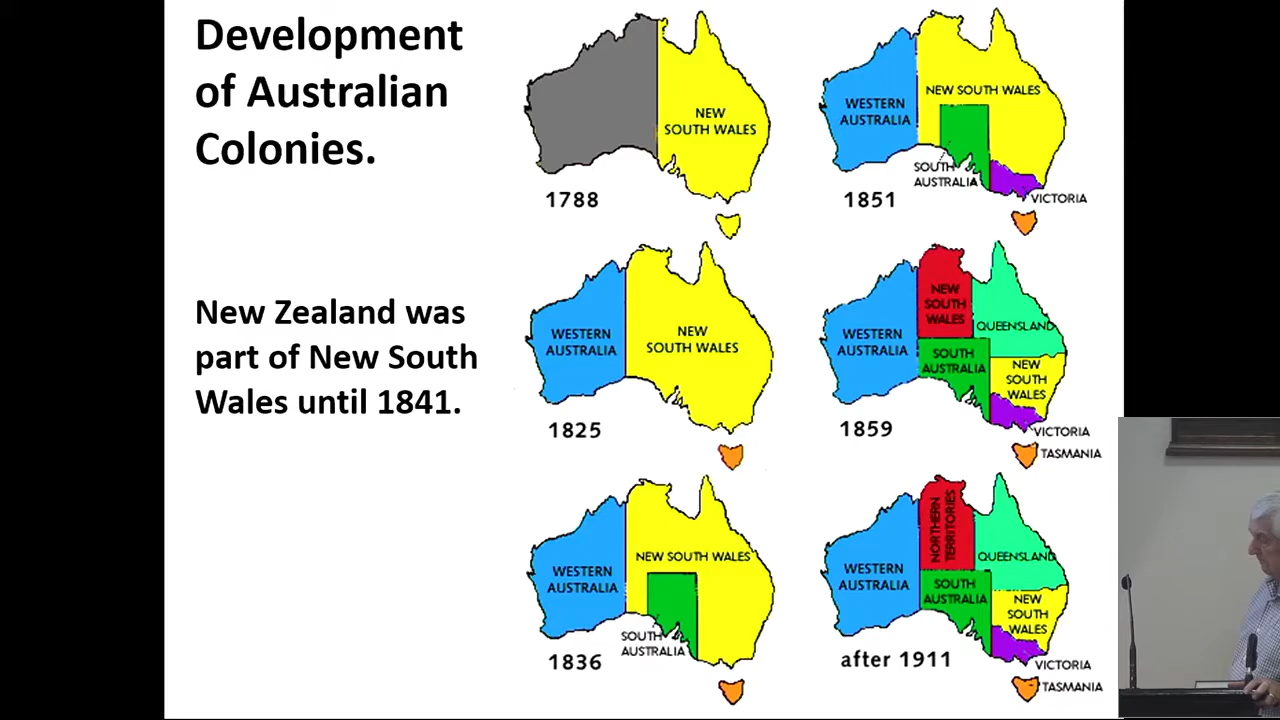 Development
of Australian
Colonies.
New Zealand was
part of New South
Wales until 1841.
NEW
SOUTH WALES
1788
WESTERN
AUSTRALIA
NEW
SOUTH WALES
1825
WESTERN
AUSTRALIA
NEW SOUTH WALES
SOUTH
AUSTRALIA
1836
WESTERN
AUSTRALIA
NEW SOUTH WALES
SOUTH
AUSTRALIA
VICTORIA
1851
WESTERN
AUSTRALIA
NEW
SOUTH
WALES
QUEENSLAND
SOUTH
AUSTRALIA
NEW
SOUTH
WALES
VICTORIA
TASMANIA
1859
WESTERN
AUSTRALIA
NORTHERN
TERRITORIES
QUEENSLAND
SOUTH
AUSTRALIA
NEW
SOUTH
WALES
VICTORIA
TASMANIA
after 1911